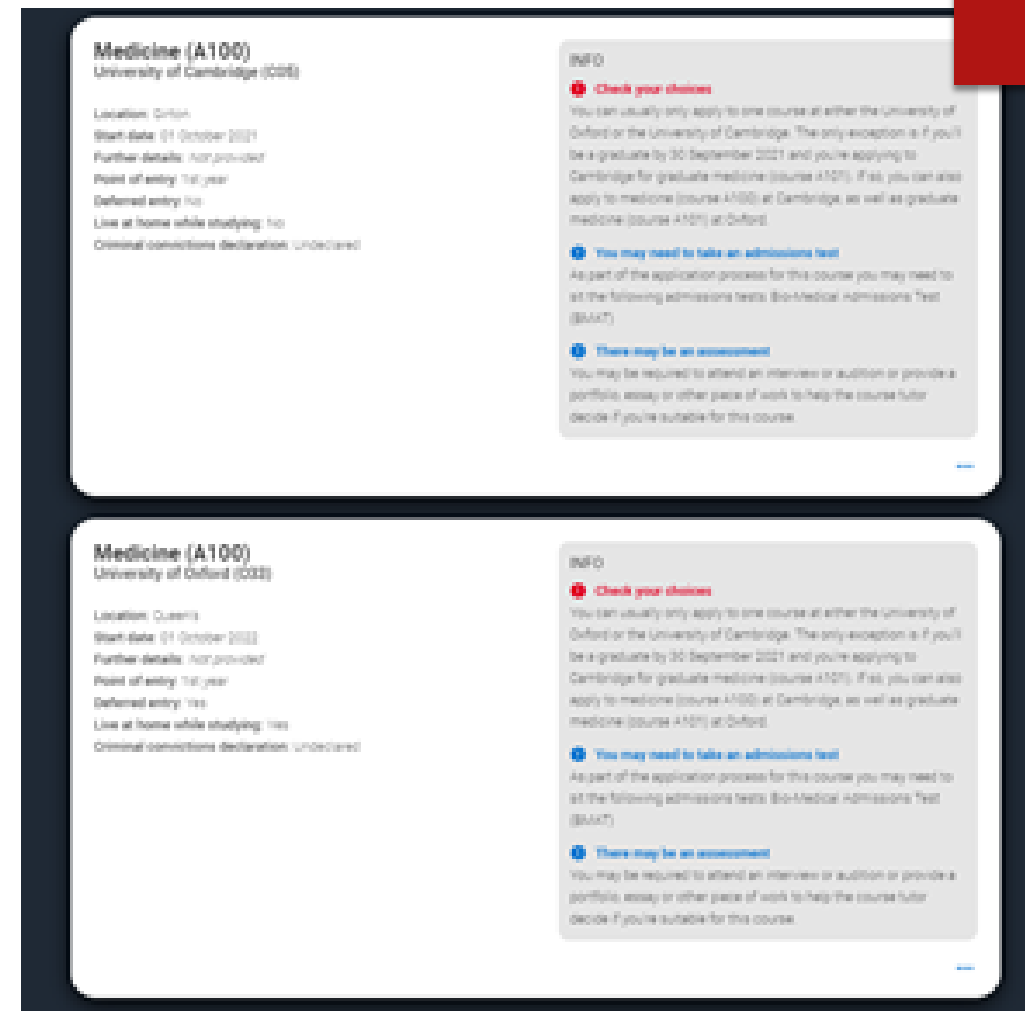 Medicine (A100)
University of Cambridge (C05)
Location: Girton
Start date: 01 October 2021
Further details: Not provided
Point of entry: 1st year
Deferred entry: No
Live at home while studying: No
Criminal convictions declaration: Undeclared
INFO
Check your choices
You can usually only apply to one course at either the University of
Oxford or the University of Cambridge. The only exception is if you'll
be a graduate by 30 September 2021 and you're applying to
Cambridge for graduate medicine (course A101). If so, you can also
apply to medicine (course A100) at Cambridge, as well as graduate
medicine (course A101) at Oxford.
You may need to take an admissions test
As part of the application process for this course you may need to
sit the following admissions tests: Bio-Medical Admissions Test
(BMAT)
There may be an assessment
You may be required to attend an interview or audition or provide a
portfolio, essay or other piece of work to help the course tutor
decide if you're suitable for this course.
Medicine (A100)
University of Oxford (O33)
Location: Queen's
Start date: 01 October 2022
Further details: Not provided
Point of entry: 1st year
Deferred entry: Yes
Live at home while studying: Yes
Criminal convictions declaration: Undeclared
INFO
Check your choices
You can usually only apply to one course at either the University of
Oxford or the University of Cambridge. The only exception is if you'll
be a graduate by 30 September 2021 and you're applying to
Cambridge for graduate medicine (course A101). If so, you can also
apply to medicine (course A100) at Cambridge, as well as graduate
medicine (course A101) at Oxford.
You may need to take an admissions test
As part of the application process for this course you may need to
sit the following admissions tests: Bio-Medical Admissions Test
(BMAT)
There may be an assessment
You may be required to attend an interview or audition or provide a
portfolio, essay or other piece of work to help the course tutor
decide if you're suitable for this course.